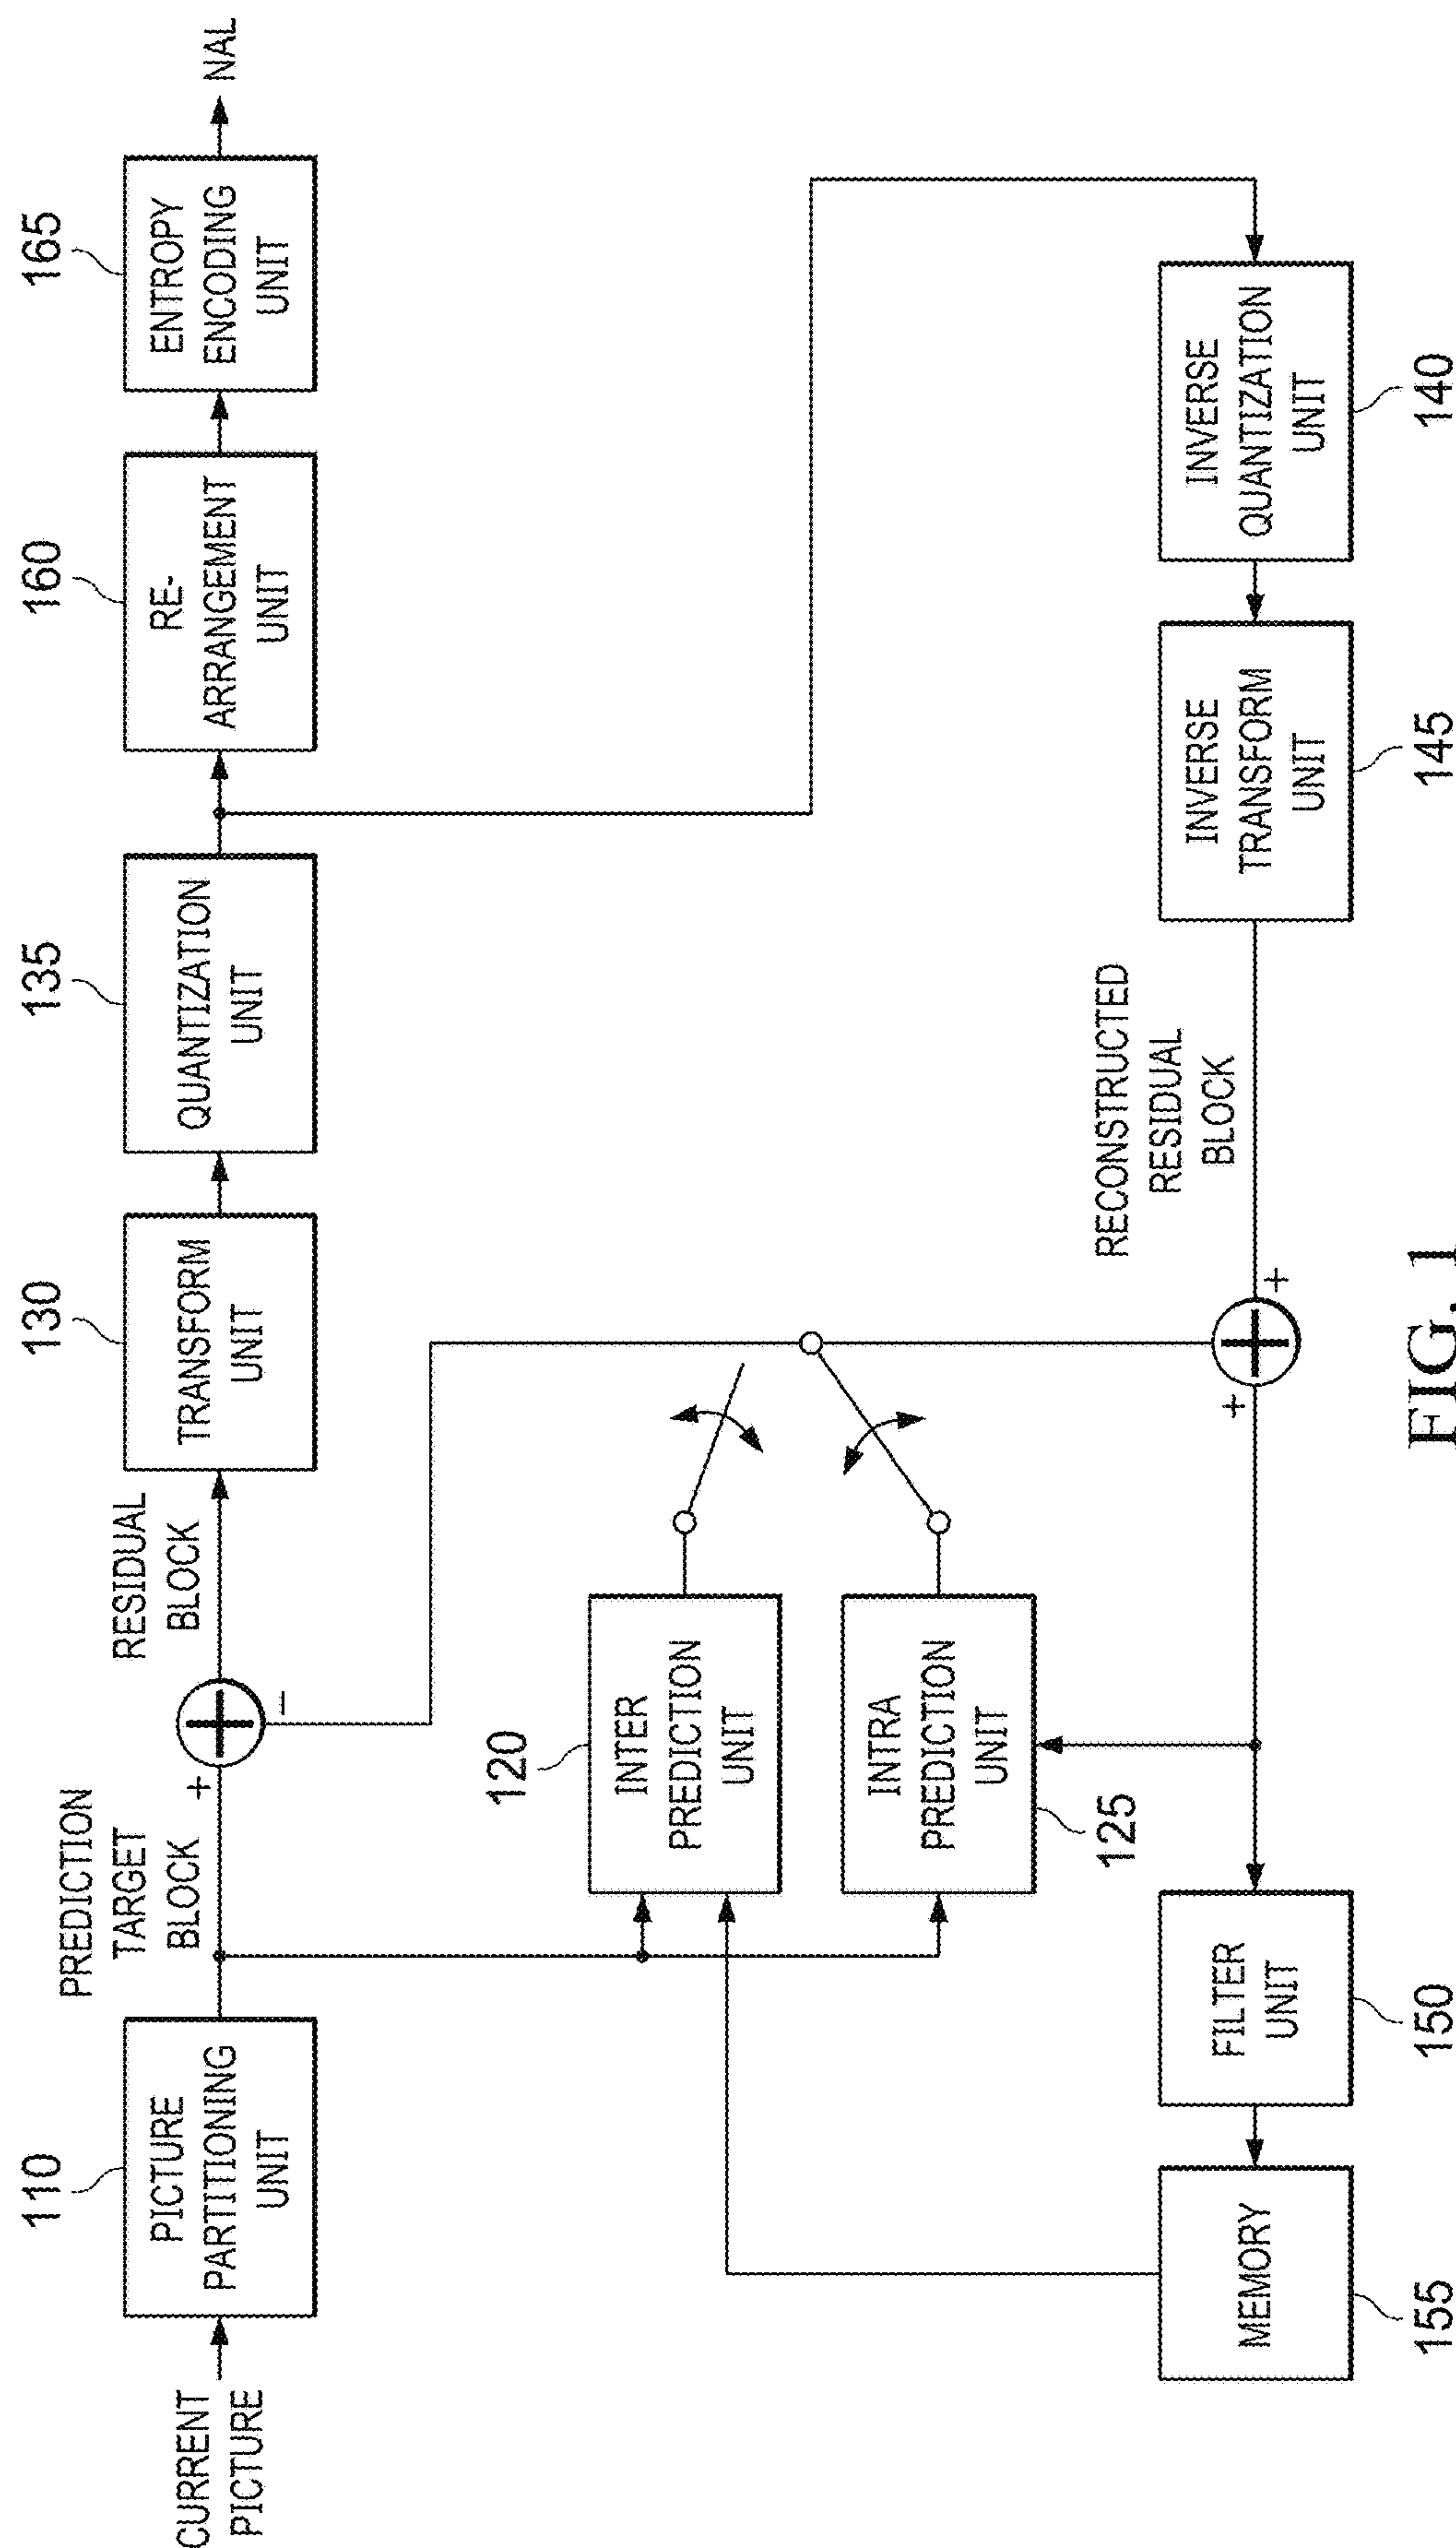 110
130
135
160
165
CURRENT
PICTURE
PICTURE
PARTITIONING
UNIT
PREDICTION
TARGET
BLOCK
+
-
RESIDUAL
BLOCK
TRANSFORM
UNIT
QUANTIZATION
UNIT
RE-
ARRANGEMENT
UNIT
ENTROPY
ENCODING
UNIT
NAL
120
INTER
PREDICTION
UNIT
INTRA
PREDICTION
UNIT
125
RECONSTRUCTED
RESIDUAL
BLOCK
+
+
MEMORY
155
FILTER
UNIT
150
INVERSE
TRANSFORM
UNIT
145
INVERSE
QUANTIZATION
UNIT
140
FIG. 1